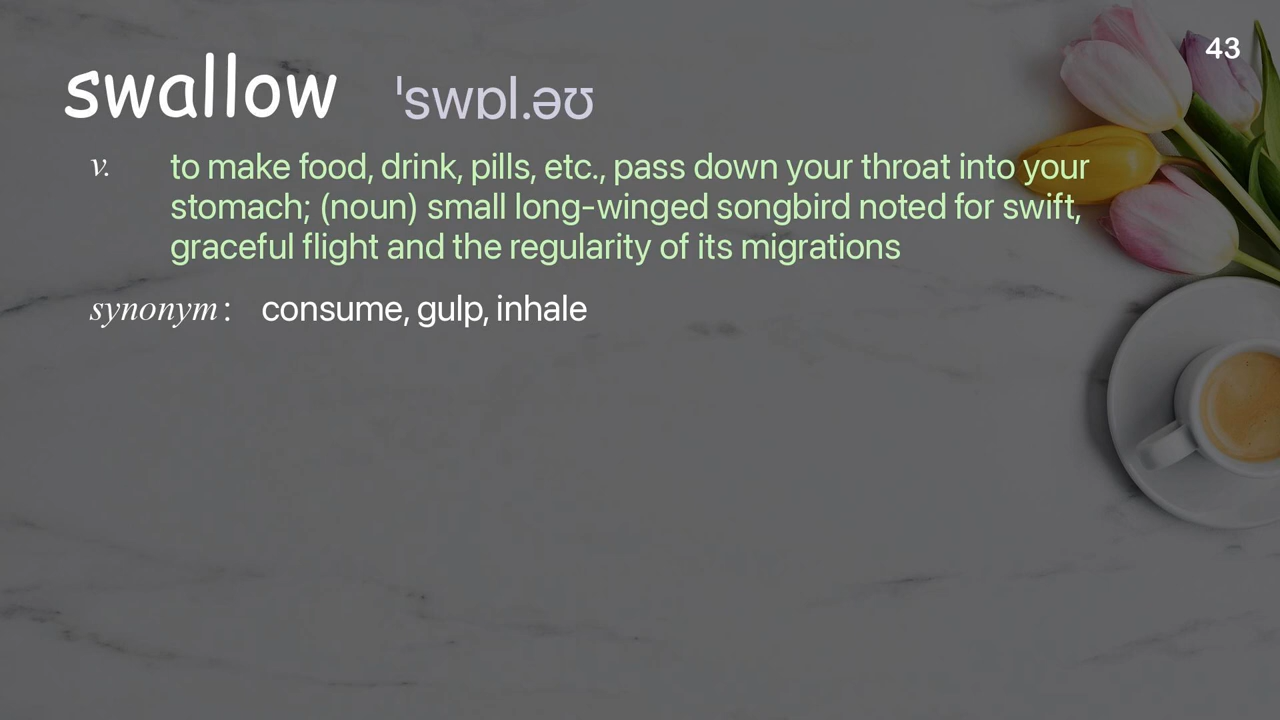 43
swallow ˈswɒl.əʊ
v. to make food, drink, pills, etc., pass down your throat into your
stomach; (noun) small long-winged songbird noted for swift,
graceful flight and the regularity of its migrations
synonym: consume, gulp, inhale